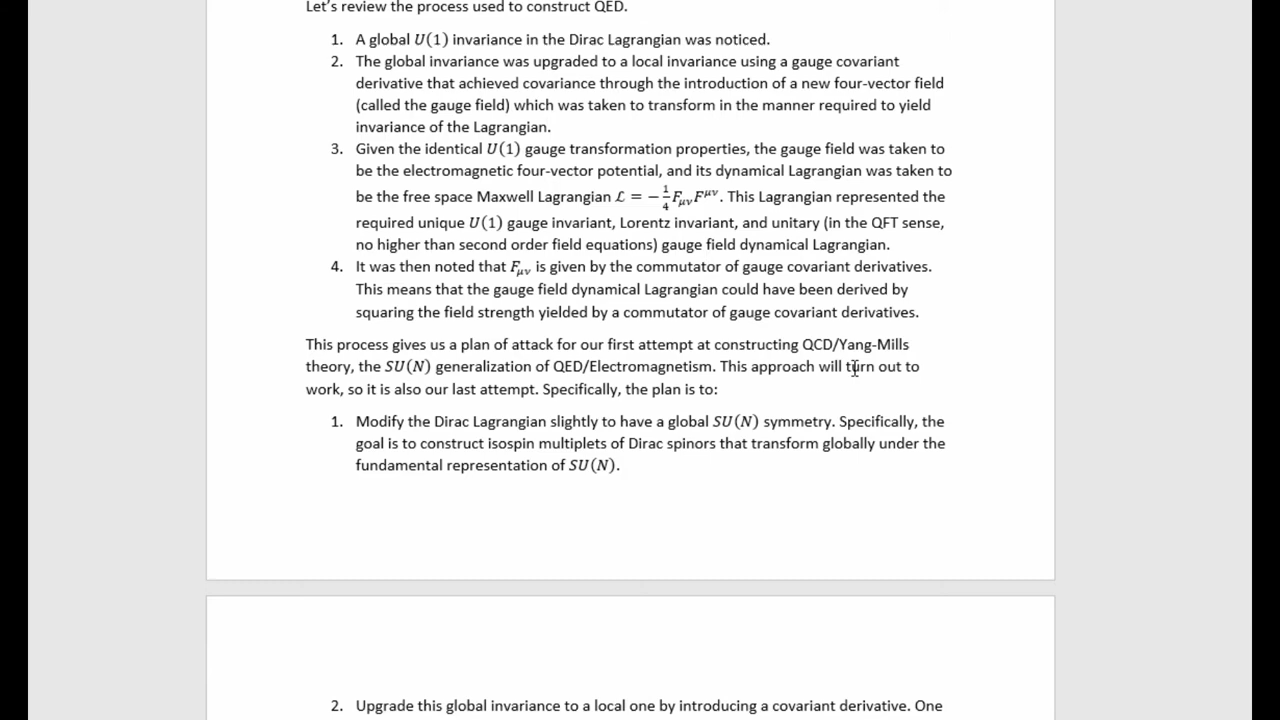 Let's review the process used to construct QED.
1. A global U(1) invariance in the Dirac Lagrangian was noticed.
2. The global invariance was upgraded to a local invariance using a gauge covariant
derivative that achieved covariance through the introduction of a new four-vector field
(called the gauge field) which was taken to transform in the manner required to yield
invariance of the Lagrangian.
3. Given the identical U(1) gauge transformation properties, the gauge field was taken to
be the electromagnetic four-vector potential, and its dynamical Lagrangian was taken to
be the free space Maxwell Lagrangian ℒ = −1/4 F_{μν}F^{μν}. This Lagrangian represented the
required unique U(1) gauge invariant, Lorentz invariant, and unitary (in the QFT sense,
no higher than second order field equations) gauge field dynamical Lagrangian.
4. It was then noted that F_{μν} is given by the commutator of gauge covariant derivatives.
This means that the gauge field dynamical Lagrangian could have been derived by
squaring the field strength yielded by a commutator of gauge covariant derivatives.
This process gives us a plan of attack for our first attempt at constructing QCD/Yang-Mills
theory, the SU(N) generalization of QED/Electromagnetism. This approach will turn out to
work, so it is also our last attempt. Specifically, the plan is to:
1. Modify the Dirac Lagrangian slightly to have a global SU(N) symmetry. Specifically, the
goal is to construct isospin multiplets of Dirac spinors that transform globally under the
fundamental representation of SU(N).
2. Upgrade this global invariance to a local one by introducing a covariant derivative. One